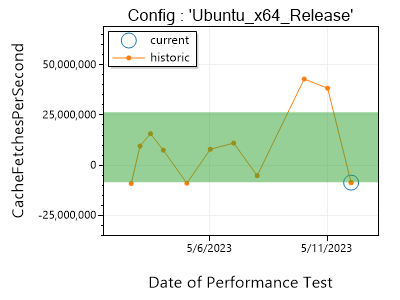 Config : 'Ubuntu_x64_Release'
current
historic
CacheFetchesPerSecond
50,000,000
25,000,000
0
-25,000,000
5/6/2023
5/11/2023
Date of Performance Test